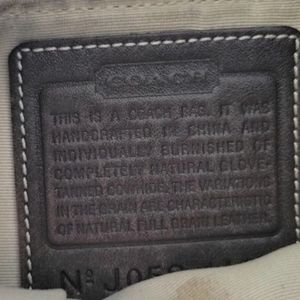 COACH
THIS IS A COACH BAG. IT WAS
HANDCRAFTED IN CHINA AND
INDIVIDUALLY BURNISHED OF
COMPLETELY NATURAL GLOVE
TANNED COWHIDE. THE VARIATIONS
IN THE GRAIN ARE CHARACTERISTIC
OF NATURAL FULL GRAIN LEATHER.
Nº